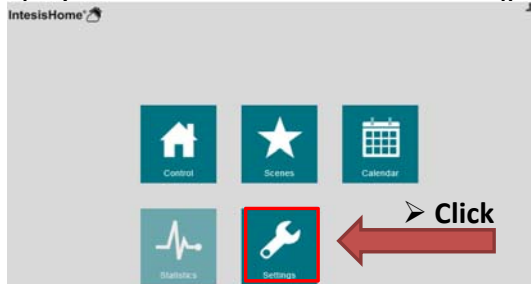 IntesisHome
Control
Scenes
Calendar
➢ Click
Statistics
Settings